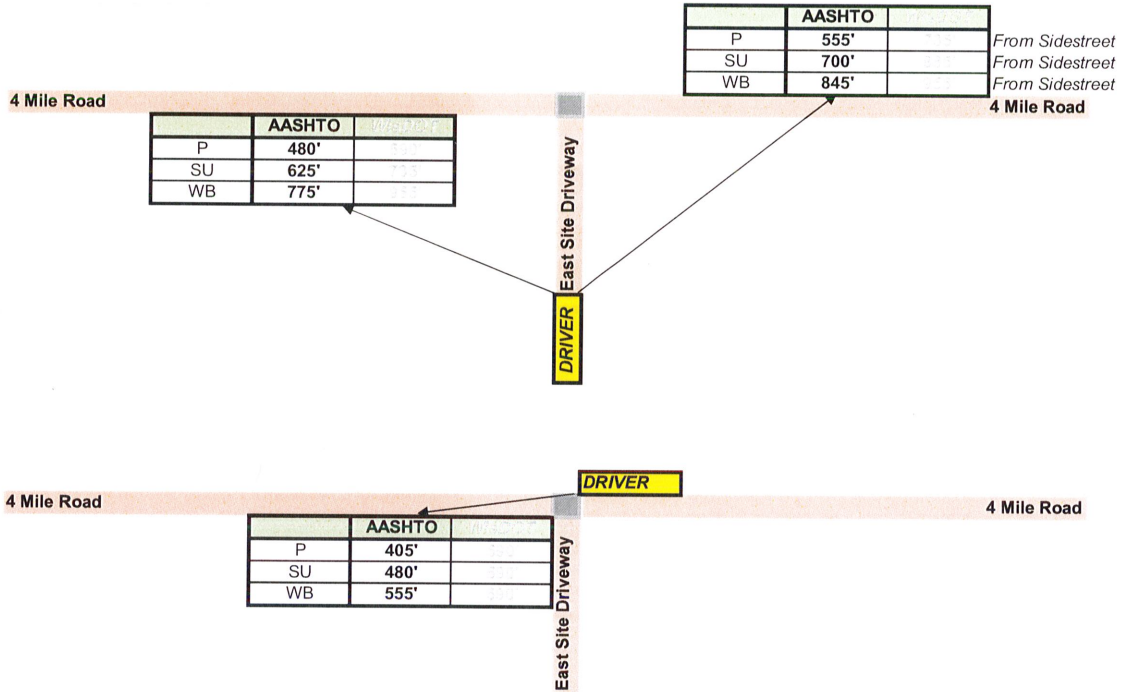 AASHTO
P 555' From Sidestreet
SU 700' From Sidestreet
WB 845' From Sidestreet
4 Mile Road
4 Mile Road
AASHTO
P 480'
SU 625'
WB 775'
East Site Driveway
DRIVER
DRIVER
4 Mile Road
4 Mile Road
AASHTO
P 405'
SU 480'
WB 555'
East Site Driveway